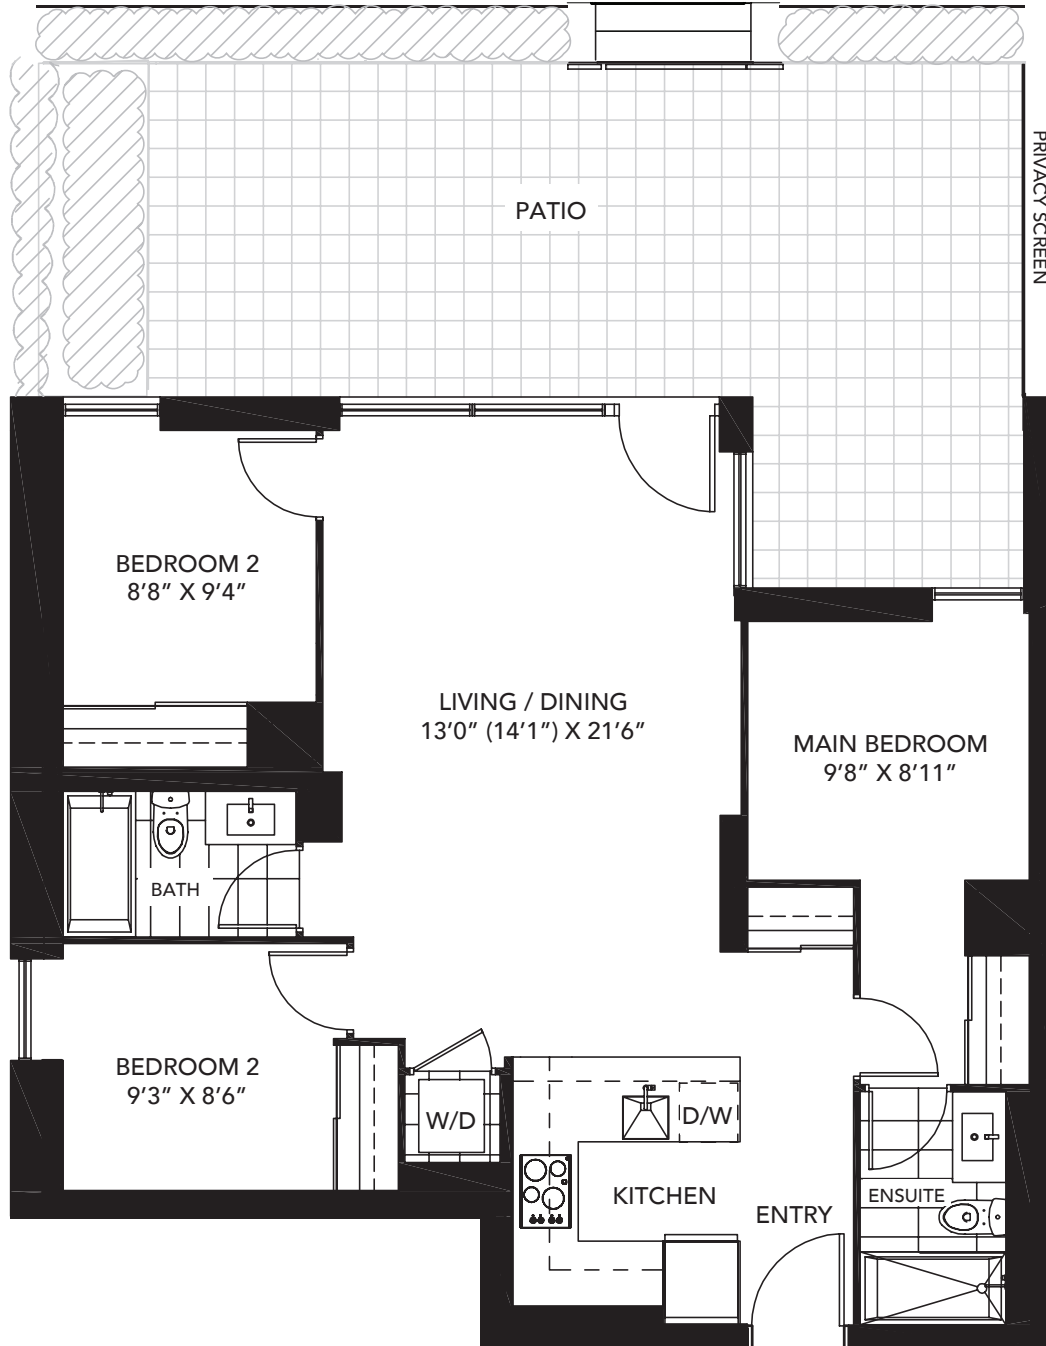 PATIO
PRIVACY SCREEN
BEDROOM 2
8’8” X 9’4”
LIVING / DINING
13’0” (14’1”) X 21’6”
MAIN BEDROOM
9’8” X 8’11”
BATH
BEDROOM 2
9’3” X 8’6”
W/D
D/W
KITCHEN
ENSUITE
ENTRY